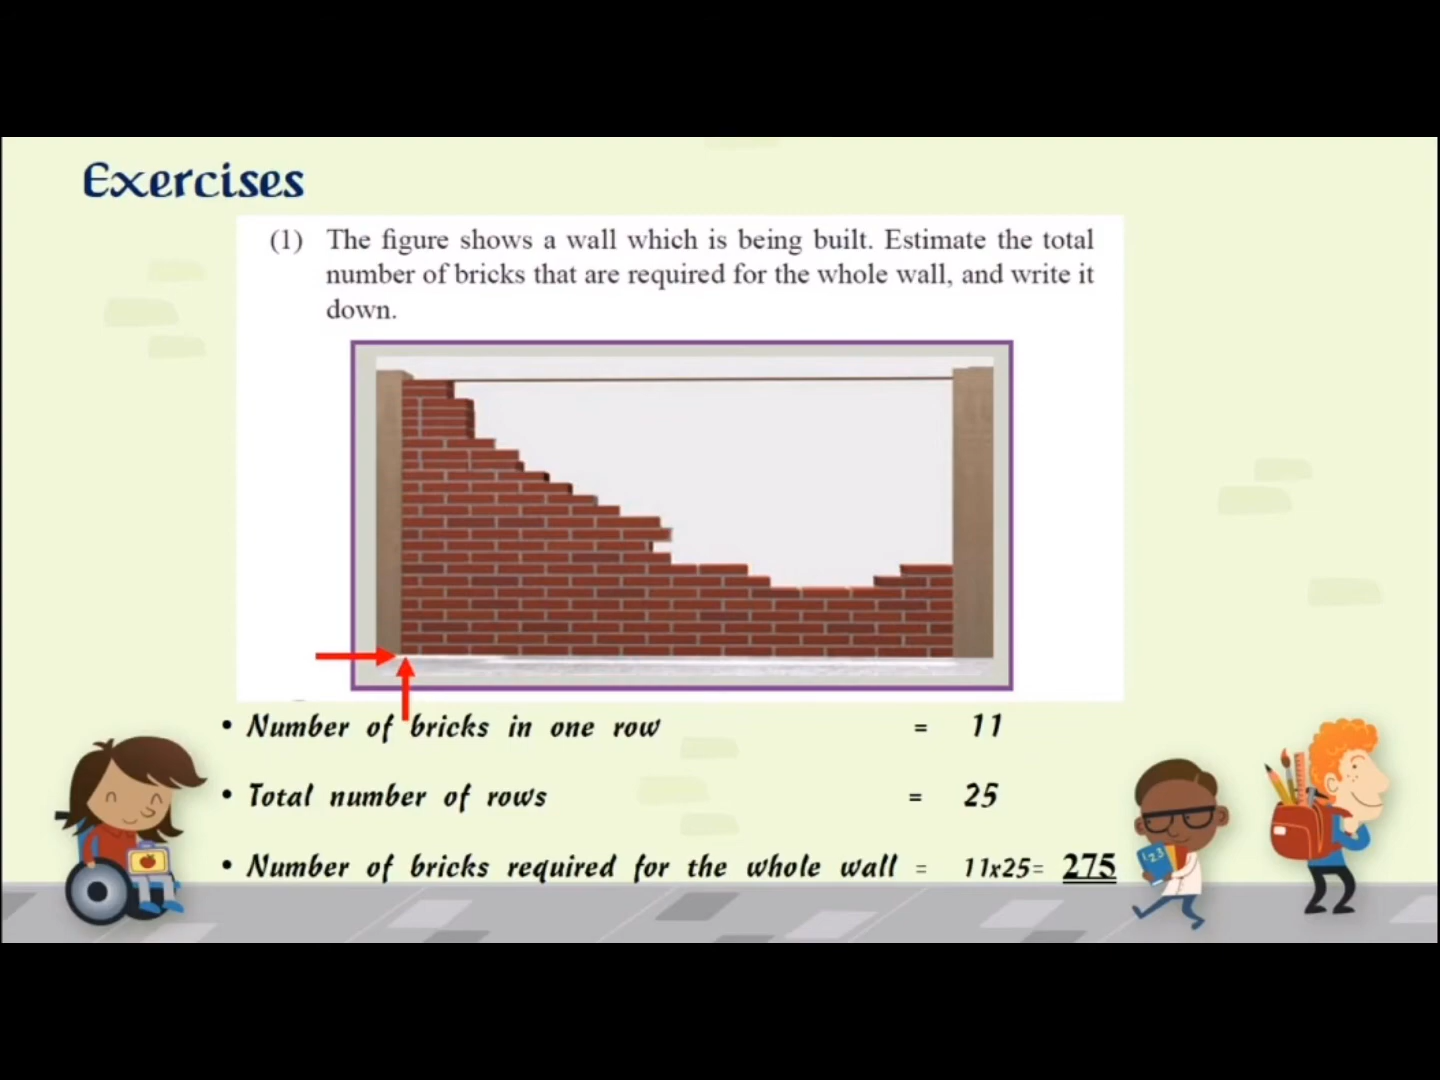 Exercises
(1) The figure shows a wall which is being built. Estimate the total
number of bricks that are required for the whole wall, and write it
down.
• Number of bricks in one row = 11
• Total number of rows = 25
• Number of bricks required for the whole wall = 11x25= 275
123